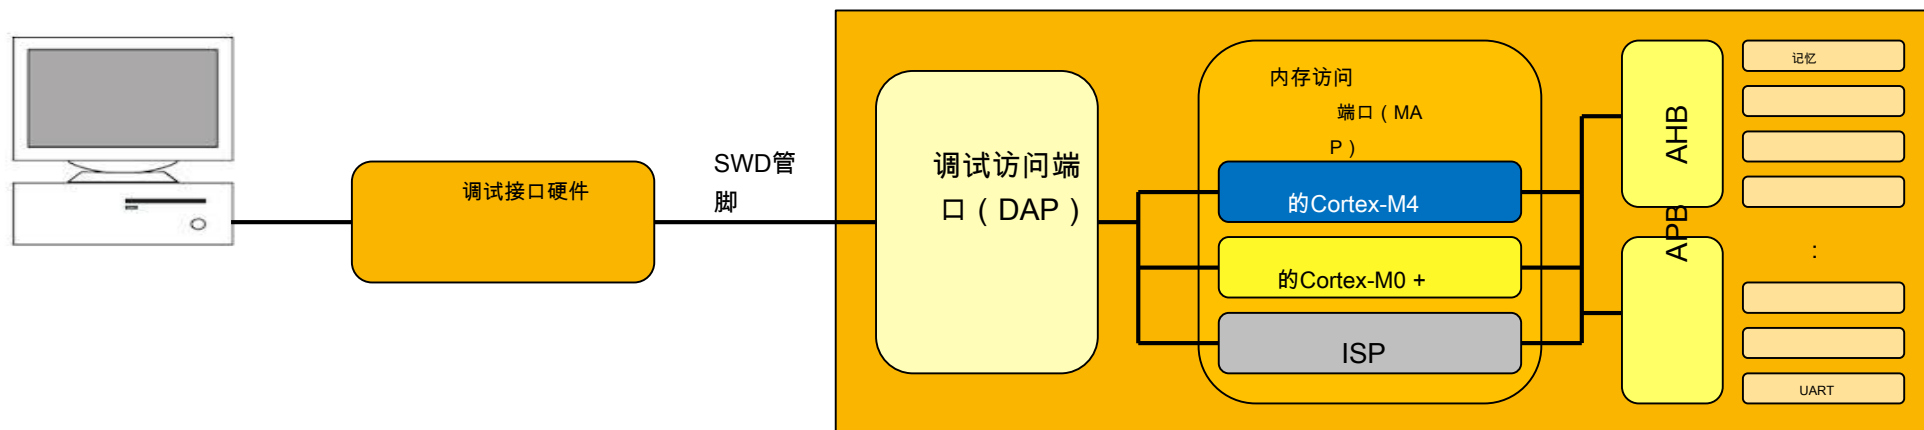 调试接口硬件
SWD管
脚
调试访问端
口（DAP）
内存访问
端口（MA
P）
的Cortex-M4
的Cortex-M0 +
ISP
AHB
APB
记忆
:
UART